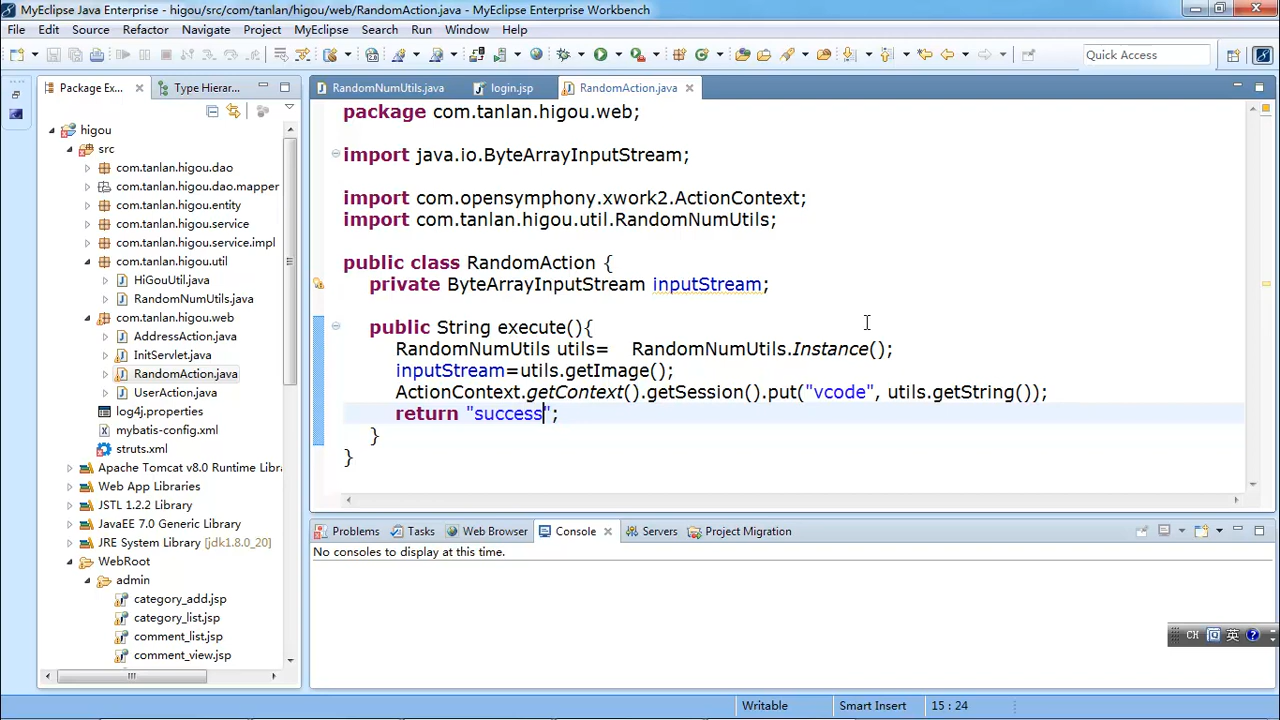 MyEclipse Java Enterprise - higou/src/com/tanlan/higou/web/RandomAction.java - MyEclipse Enterprise Workbench
File Edit Source Refactor Navigate Project MyEclipse Search Run Window Help
Quick Access
Package Ex... Type Hierar...
higou
src
com.tanlan.higou.dao
com.tanlan.higou.dao.mapper
com.tanlan.higou.entity
com.tanlan.higou.service
com.tanlan.higou.service.impl
com.tanlan.higou.util
HiGouUtil.java
RandomNumUtils.java
com.tanlan.higou.web
AddressAction.java
InitServlet.java
RandomAction.java
UserAction.java
log4j.properties
mybatis-config.xml
struts.xml
Apache Tomcat v8.0 Runtime Libra
Web App Libraries
JSTL 1.2.2 Library
JavaEE 7.0 Generic Library
JRE System Library [jdk1.8.0_20]
WebRoot
admin
category_add.jsp
category_list.jsp
comment_list.jsp
comment_view.jsp
RandomNumUtils.java login.jsp RandomAction.java
package com.tanlan.higou.web;
import java.io.ByteArrayInputStream;
import com.opensymphony.xwork2.ActionContext;
import com.tanlan.higou.util.RandomNumUtils;
public class RandomAction {
private ByteArrayInputStream inputStream;
public String execute(){
RandomNumUtils utils= RandomNumUtils.Instance();
inputStream=utils.getImage();
ActionContext.getContext().getSession().put("vcode", utils.getString());
return "success";
}
}
Problems Tasks Web Browser Console Servers Project Migration
No consoles to display at this time.
CH 英
Writable Smart Insert 15 : 24